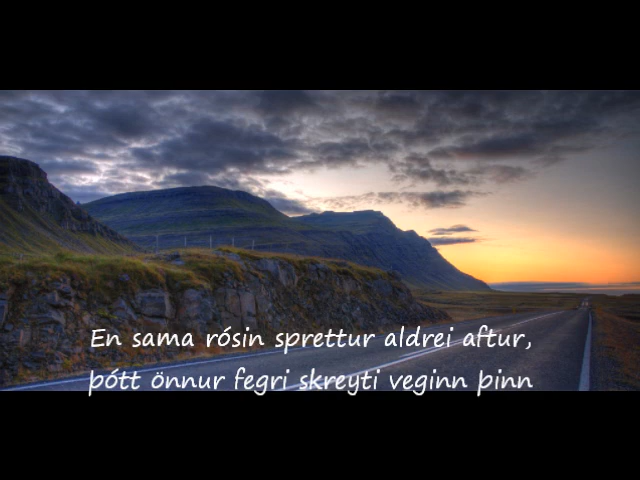 En sama rósin sprettur aldrei aftur,
þótt önnur fegri skreyti veginn þinn